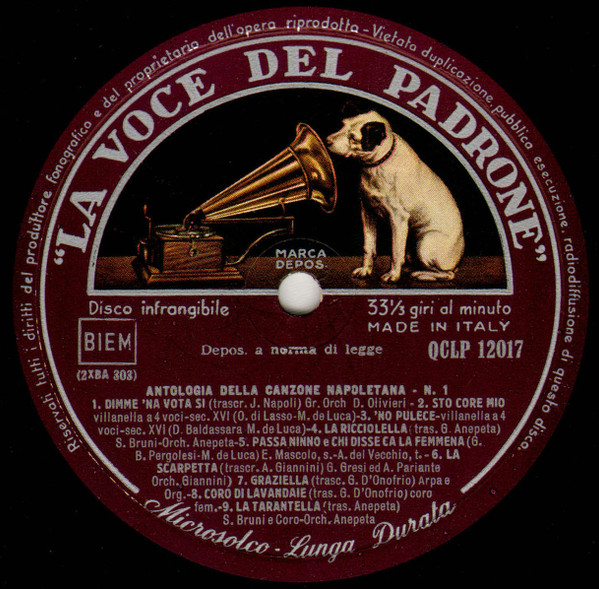 Riservati tutti i diritti del produttore fonografico e del proprietario dell'opera riprodotta - Vietata duplicazione, pubblica esecuzione, radiodiffusione di questo disco.
"LA VOCE DEL PADRONE"
MARCA
DEPOS.
Disco infrangibile
33⅓ giri al minuto
MADE IN ITALY
BIEM
Depos. a norma di legge
QCLP 12017
(2XBA 303)
ANTOLOGIA DELLA CANZONE NAPOLETANA - N. 1
1. DIMME 'NA VOTA SI (trascr. J. Napoli) Gr. Orch D. Olivieri - 2. STO CORE MIO
villanella a 4 voci-sec. XVI (O. di Lasso-M. de Luca)-3. 'NO PULECE-villanella a 4
voci-sec. XVI (D. Baldassara M. de Luca)-4. LA RICCIOLELLA (tras. G. Anepeta)
S. Bruni-Orch. Anepeta-5. PASSA NINNO e CHI DISSE CA LA FEMMENA (G.
B. Pergolesi-M. de Luca) E. Mascolo, s.-A. del Vecchio, t.-6. LA
SCARPETTA (trascr. A. Giannini) G. Gresi ed A. Pariante
Orch. Giannini) 7. GRAZIELLA (trasc. G. D'Onofrio) Arpa e
Org.-8. CORO DI LAVANDAIE (tras. G. D'Onofrio) coro
fem.-9. LA TARANTELLA (tras. Anepeta)
S. Bruni e Coro-Orch. Anepeta
Microsolco - Lunga Durata